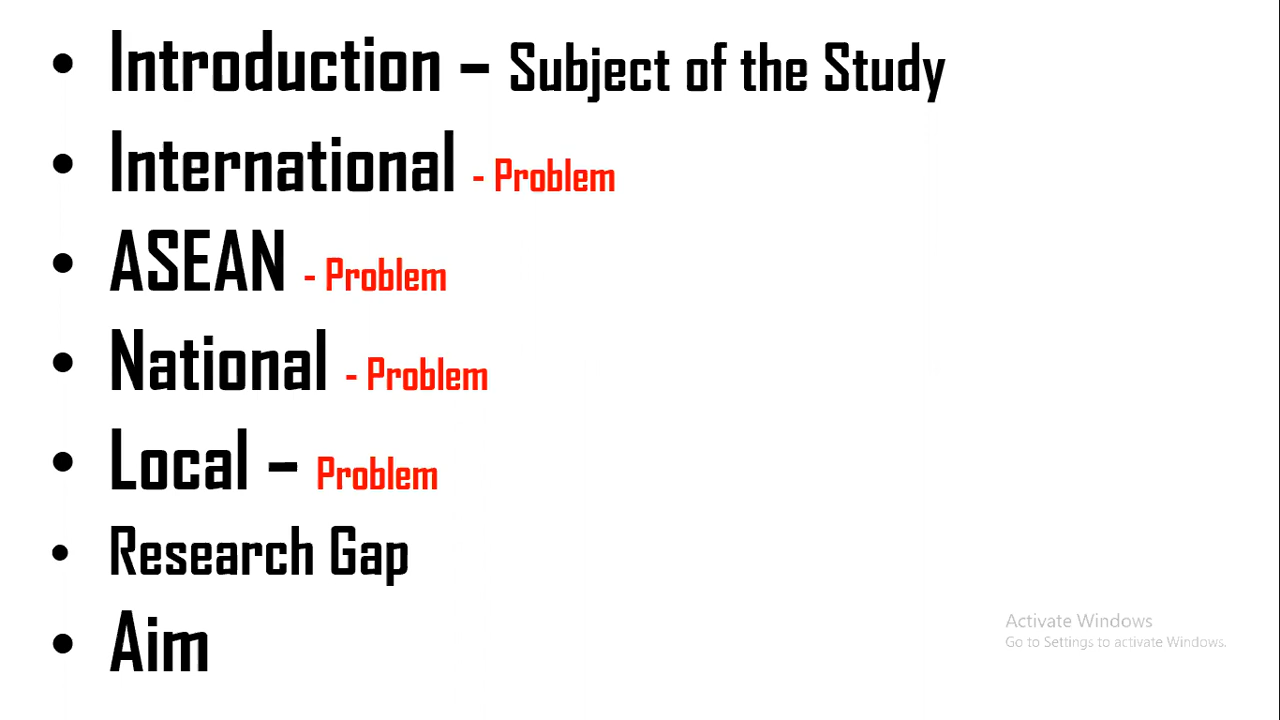 • Introduction – Subject of the Study
• International - Problem
• ASEAN - Problem
• National - Problem
• Local – Problem
• Research Gap
• Aim
Activate Windows
Go to Settings to activate Windows.